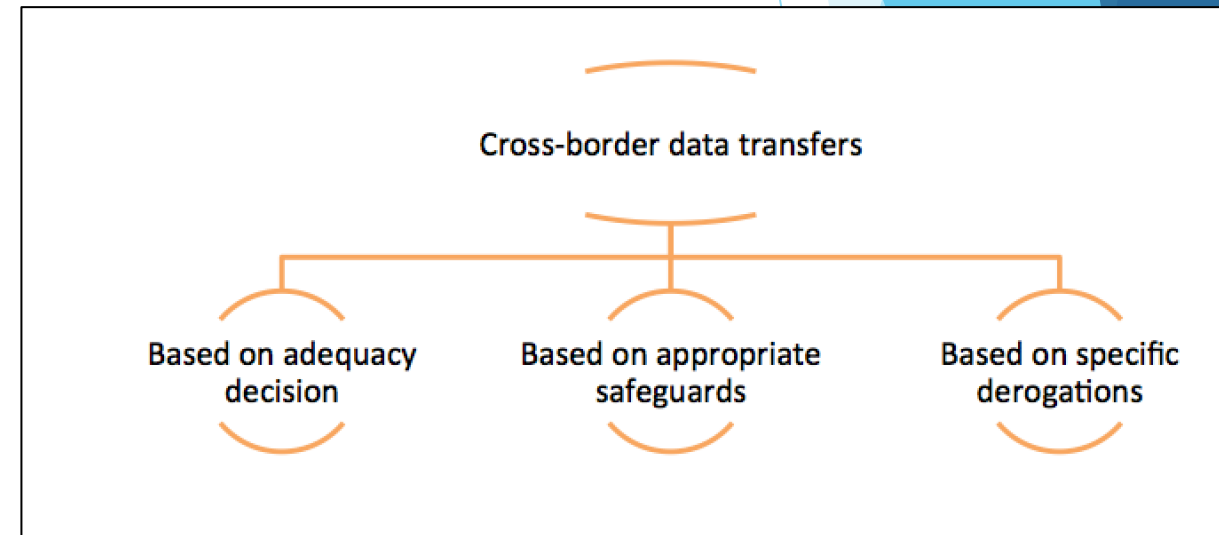 Cross-border data transfers
Based on adequacy
decision
Based on appropriate
safeguards
Based on specific
derogations